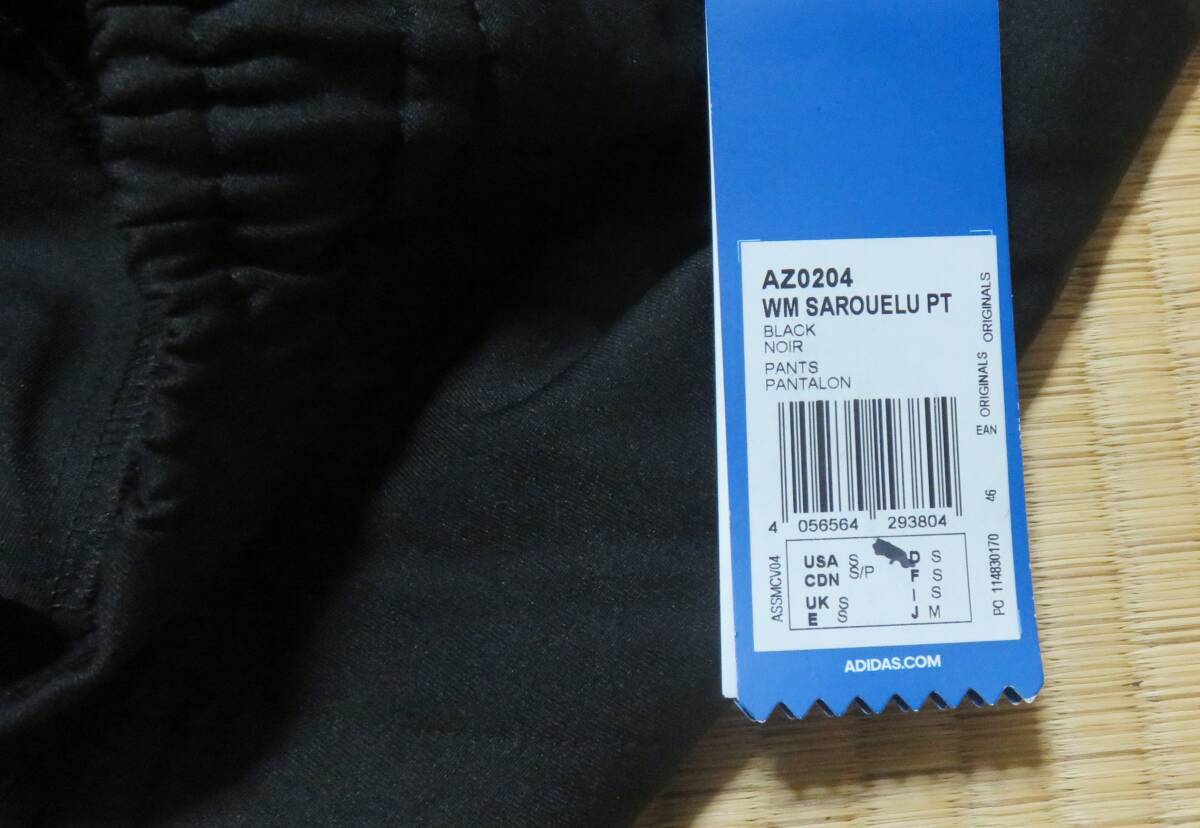 AZ0204
WM SAROUELU PT
BLACK
NOIR
PANTS
PANTALON
ORIGINALS
ORIGINALS
EAN
46
4 056564 293804
ASSMCV04
PO 114830170
USA S D S
CDN S/P F S
I S
UK S J M
E S
ADIDAS.COM